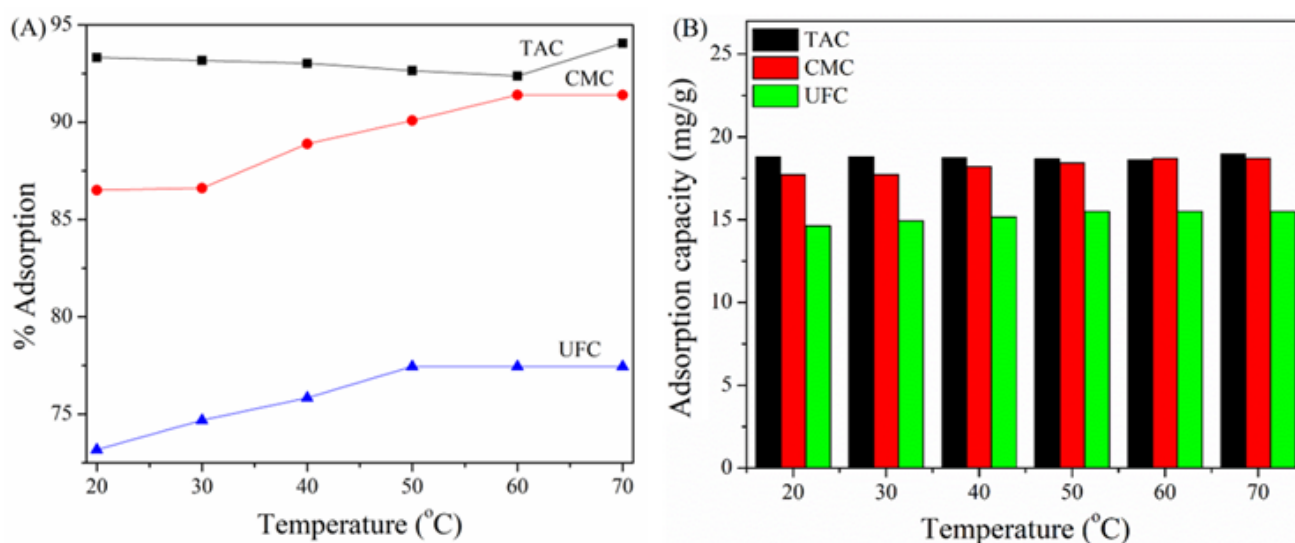 (A)
95
90
85
80
75
% Adsorption
TAC
CMC
UFC
20 30 40 50 60 70
Temperature (°C)
(B)
TAC
CMC
UFC
25
20
15
10
5
0
Adsorption capacity (mg/g)
20 30 40 50 60 70
Temperature (°C)